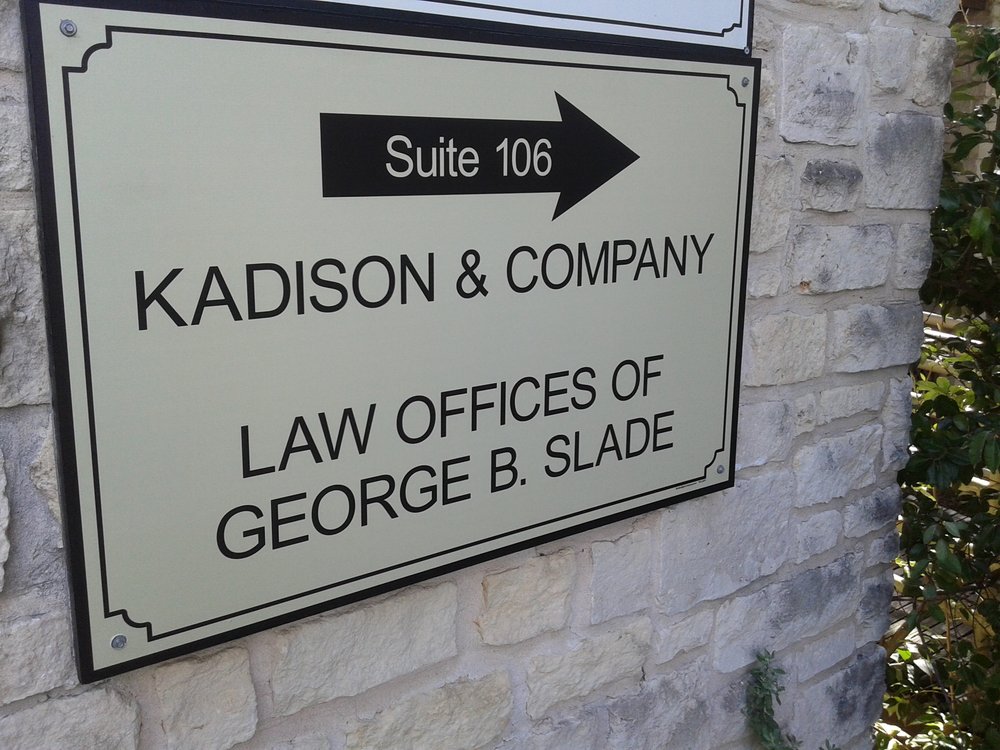 Suite 106
KADISON & COMPANY
LAW OFFICES OF
GEORGE B. SLADE